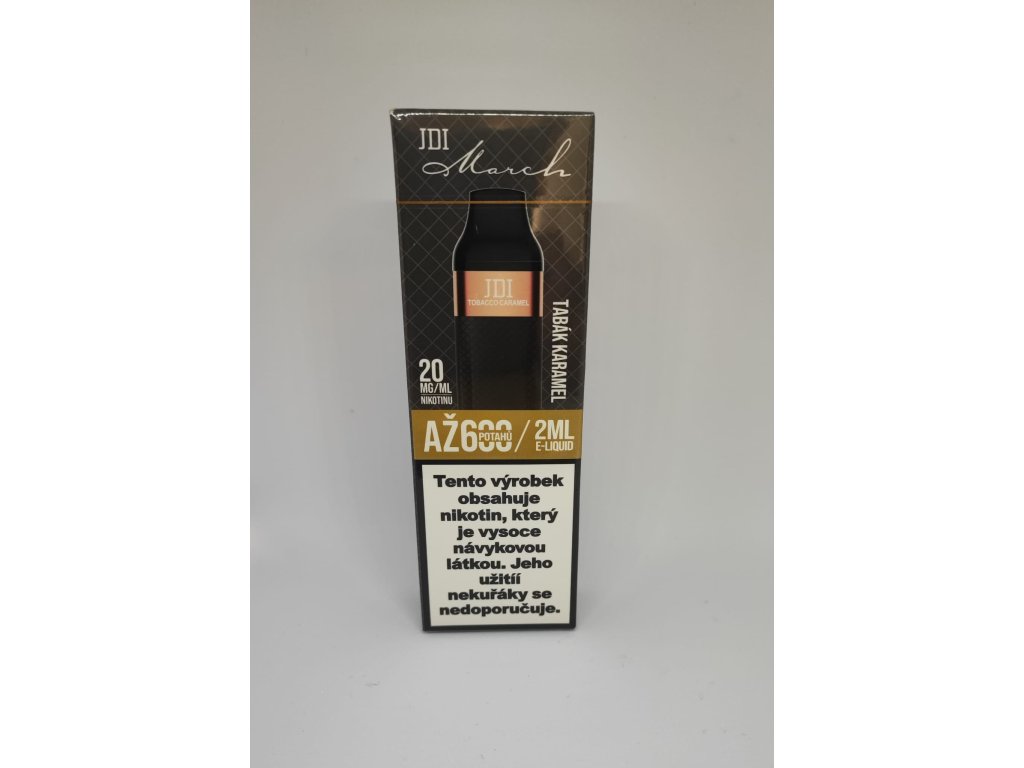 JDI
March
JDI
TOBACCO CARAMEL
TABÁK KARAMEL
20
MG/ML
NIKOTINU
AŽ600 / 2ML
POTAHŮ E-LIQUID
Tento výrobek
obsahuje
nikotin, který
je vysoce
návykovou
látkou. Jeho
užitíí
nekuřáky se
nedoporučuje.